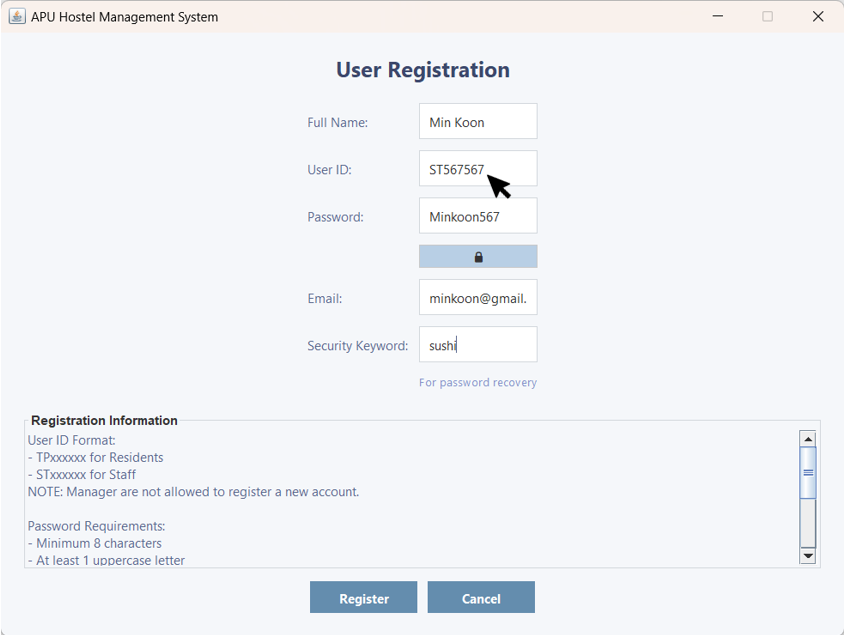 APU Hostel Management System
User Registration
Full Name: Min Koon
User ID: ST567567
Password: Minkoon567
Email: minkoon@gmail.
Security Keyword: sushi
For password recovery
Registration Information
User ID Format:
- TPxxxxxx for Residents
- STxxxxxx for Staff
NOTE: Manager are not allowed to register a new account.
Password Requirements:
- Minimum 8 characters
- At least 1 uppercase letter
Register Cancel